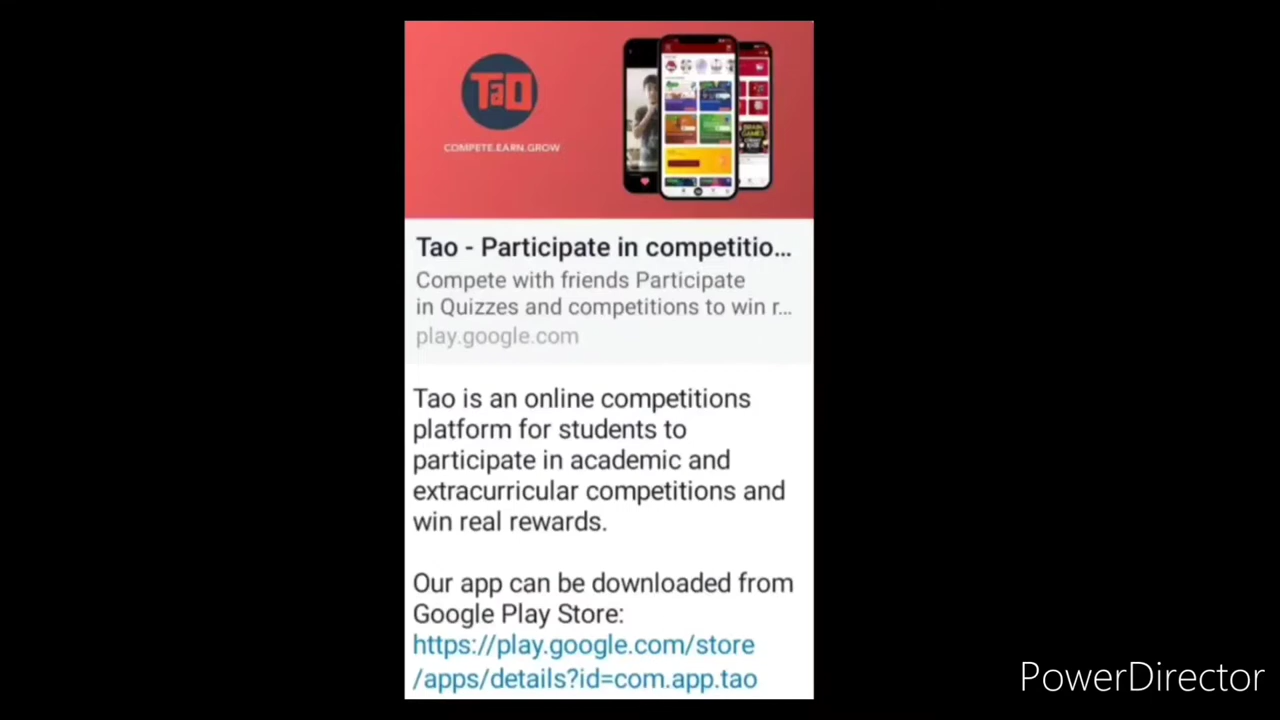 TaO
COMPETE.EARN.GROW
Tao - Participate in competitio...
Compete with friends Participate
in Quizzes and competitions to win r...
play.google.com
Tao is an online competitions
platform for students to
participate in academic and
extracurricular competitions and
win real rewards.
Our app can be downloaded from
Google Play Store:
https://play.google.com/store
/apps/details?id=com.app.tao
PowerDirector